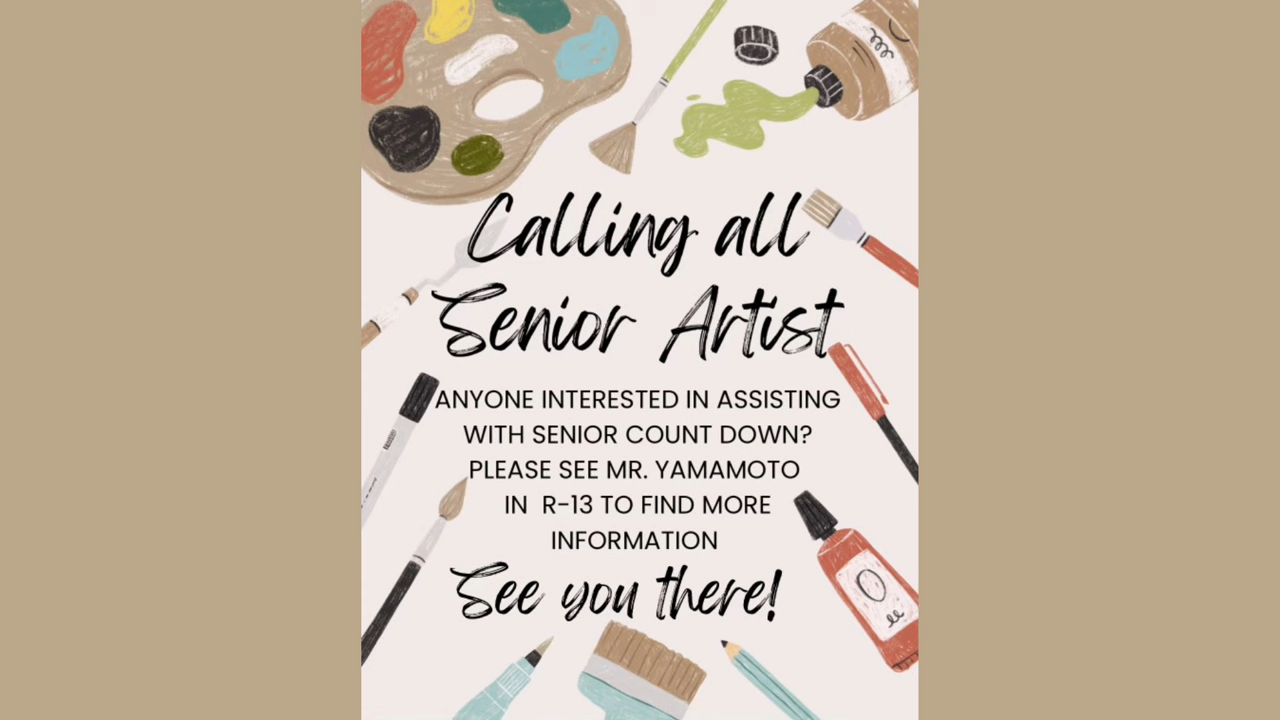 Calling all
Senior Artist
ANYONE INTERESTED IN ASSISTING
WITH SENIOR COUNT DOWN?
PLEASE SEE MR. YAMAMOTO
IN R-13 TO FIND MORE
INFORMATION
See you there!